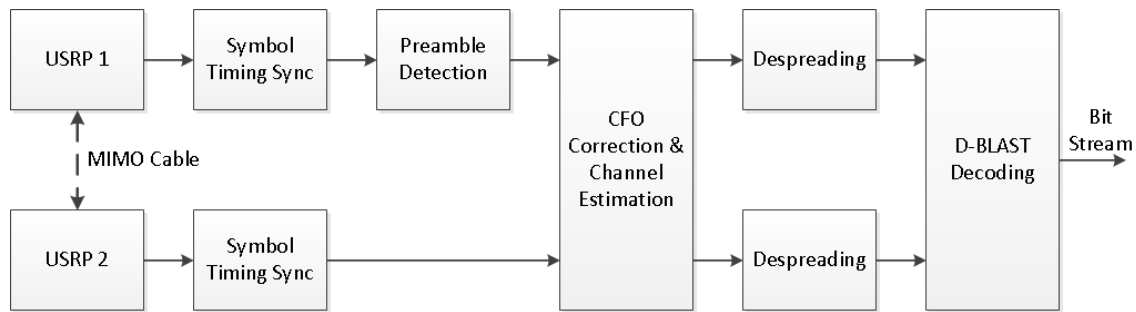 USRP 1
Symbol
Timing Sync
Preamble
Detection
CFO
Correction &
Channel
Estimation
Despreading
D-BLAST
Decoding
Bit
Stream
MIMO Cable
USRP 2
Symbol
Timing Sync
Despreading